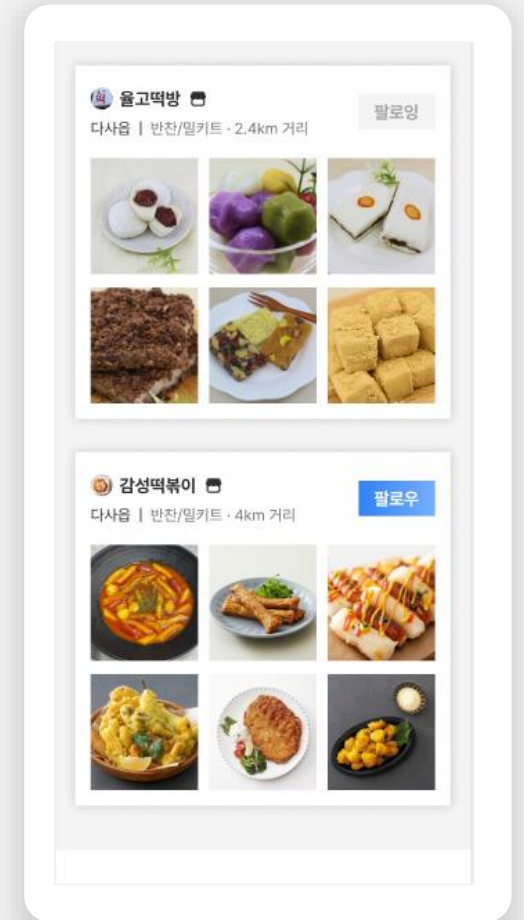 율고떡방
팔로잉
다사읍 | 반찬/밀키트 · 2.4km 거리
감성떡볶이
팔로우
다사읍 | 반찬/밀키트 · 4km 거리